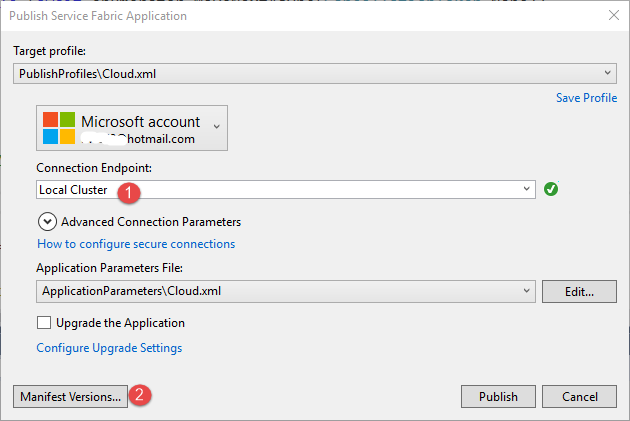 Publish Service Fabric Application
Target profile:
PublishProfiles\Cloud.xml
Save Profile
Microsoft account
@hotmail.com
Connection Endpoint:
Local Cluster
1
Advanced Connection Parameters
How to configure secure connections
Application Parameters File:
ApplicationParameters\Cloud.xml
Edit...
Upgrade the Application
Configure Upgrade Settings
Manifest Versions...
2
Publish
Cancel